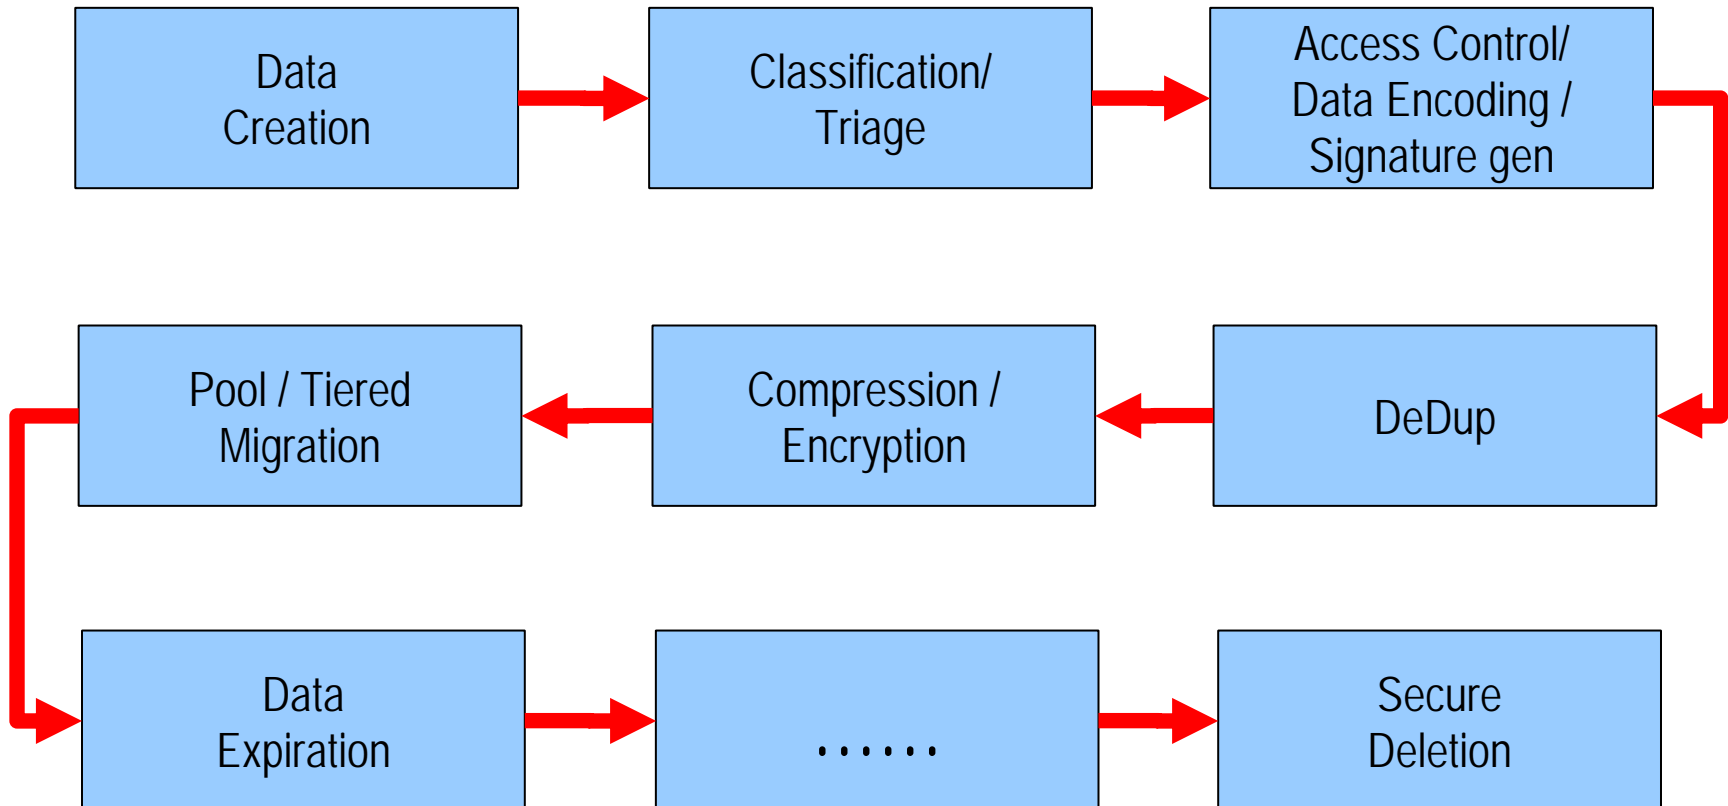 Data
Creation
Classification/
Triage
Access Control/
Data Encoding /
Signature gen
DeDup
Compression /
Encryption
Pool / Tiered
Migration
Data
Expiration
......
Secure
Deletion